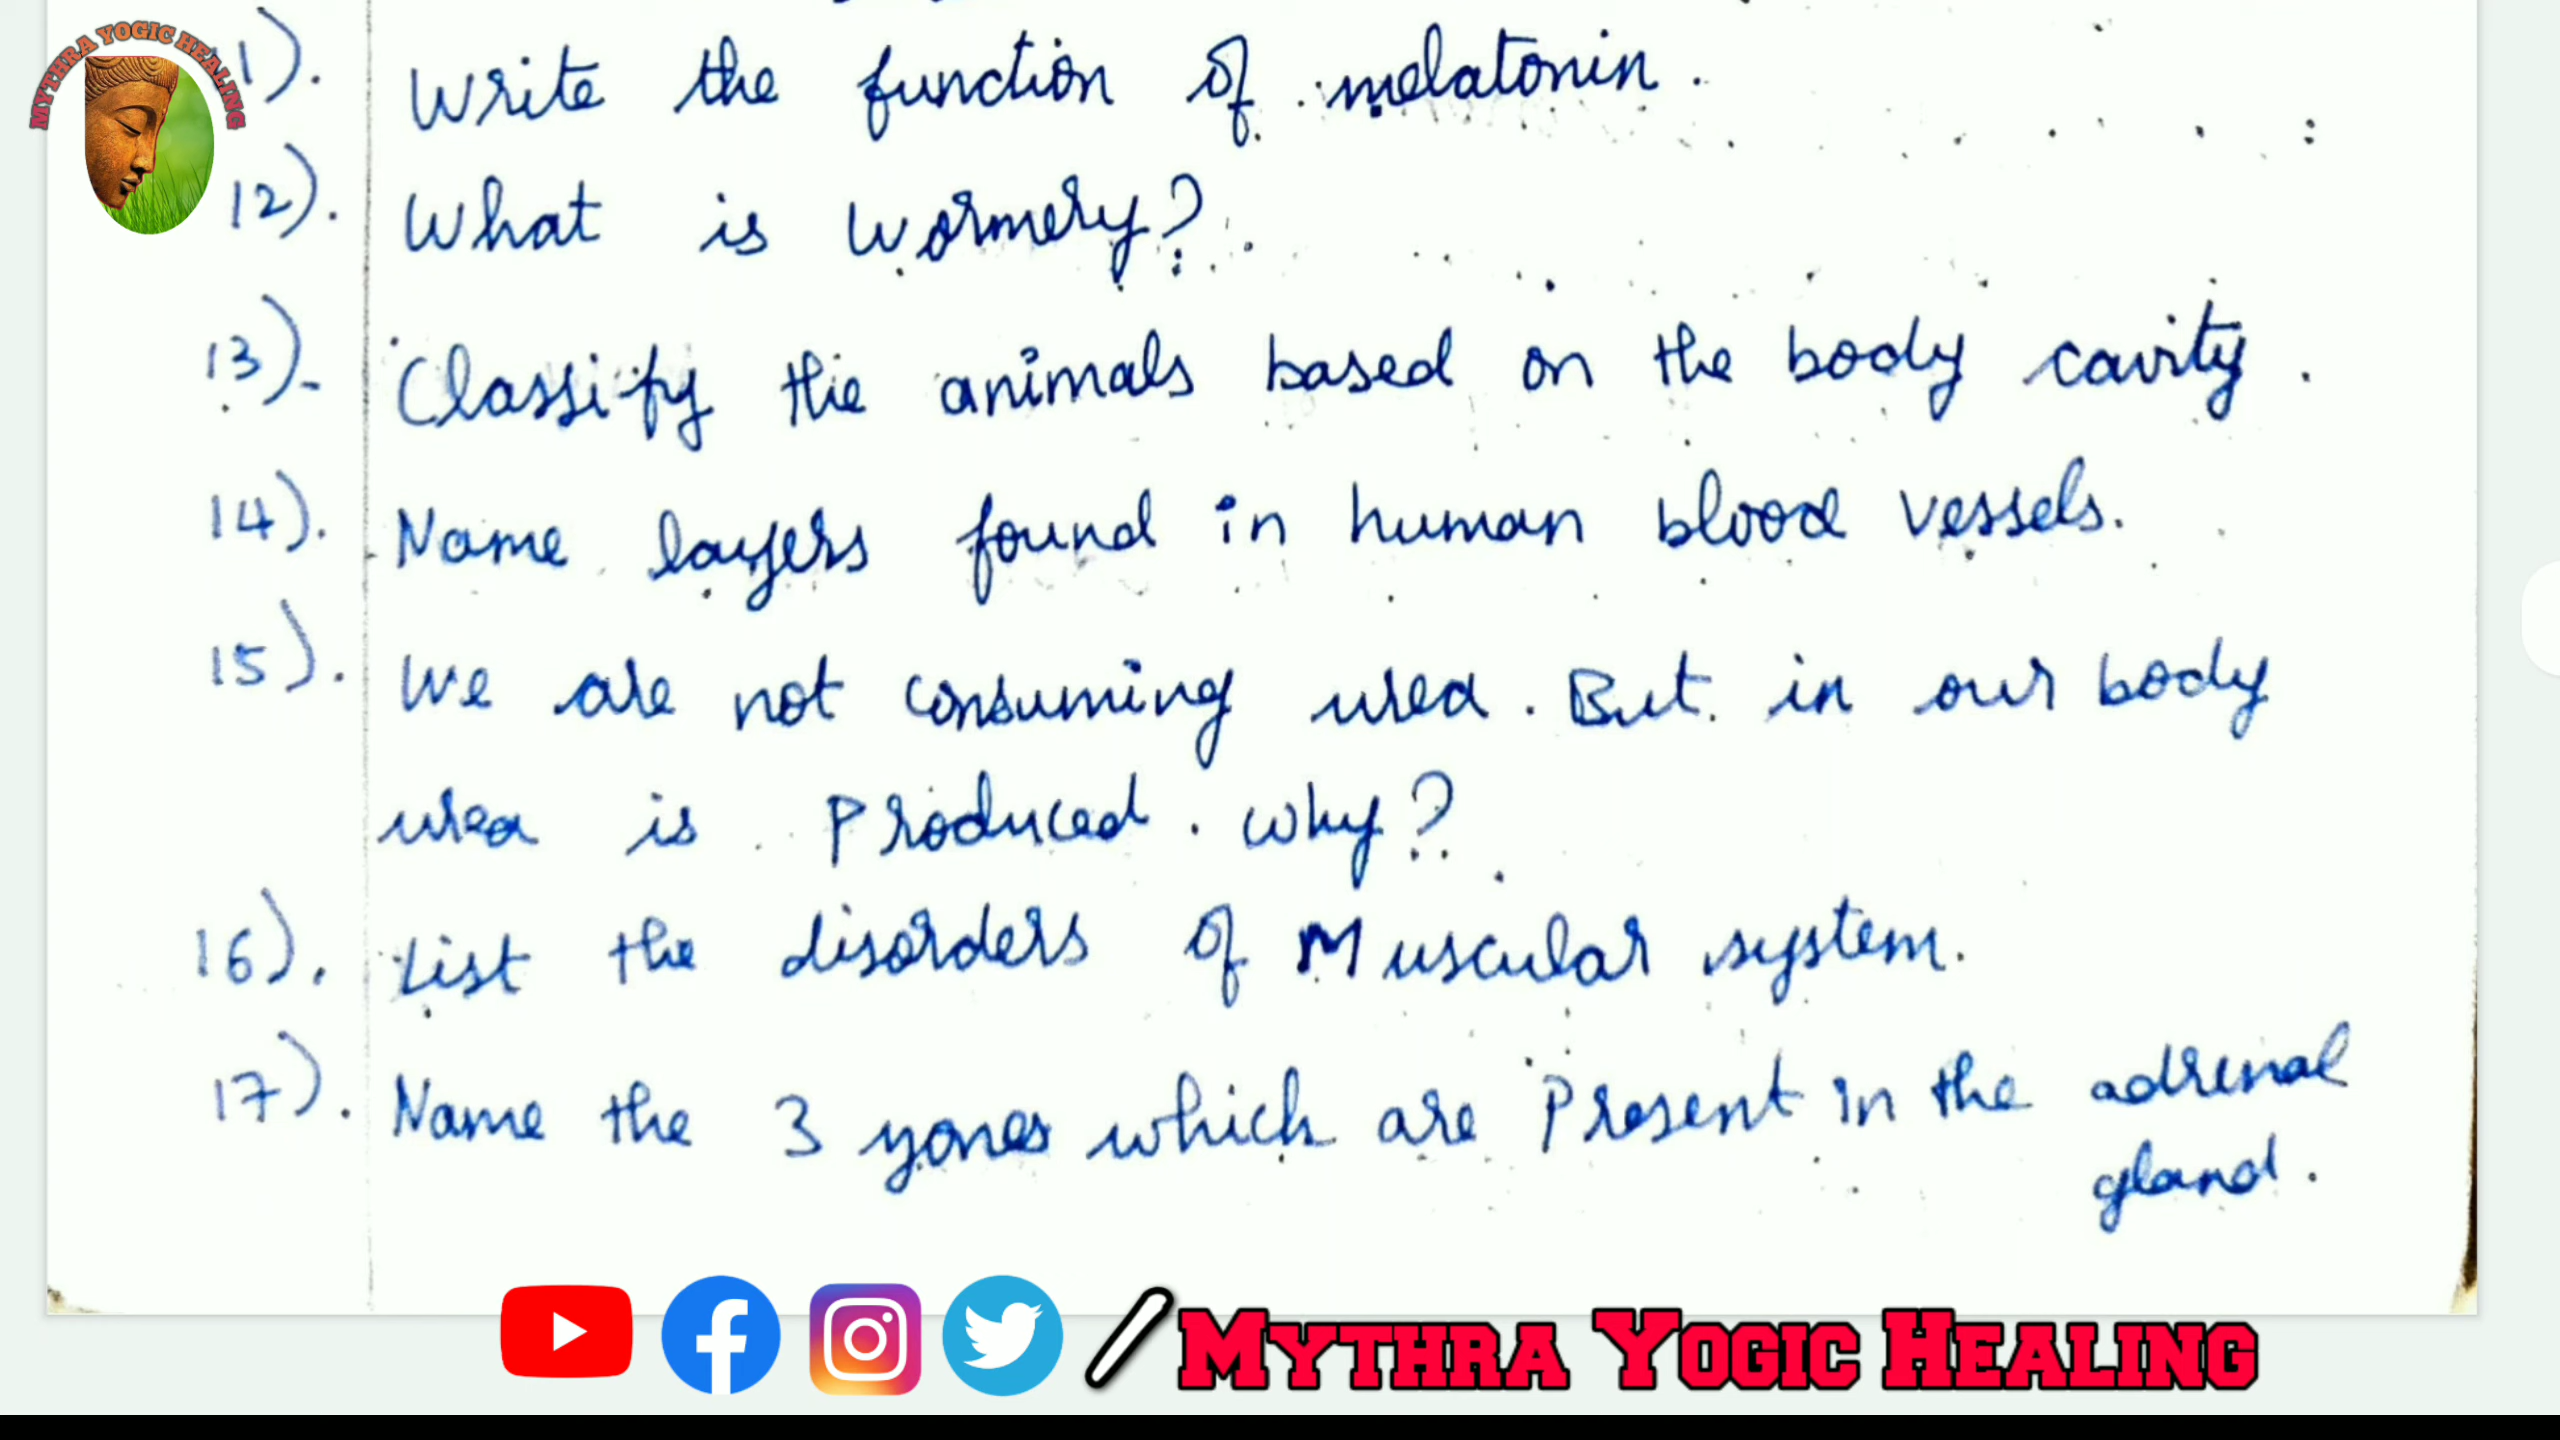 MYTHRA YOGIC HEALING
1). Write the function of melatonin.
12). What is wormery?
13). Classify the animals based on the body cavity.
14). Name layers found in human blood vessels.
15). We are not consuming urea. But in our body
urea is Produced. Why?
16). List the disorders of Muscular system.
17). Name the 3 yones which are Present in the adrenal
gland.
MYTHRA YOGIC HEALING